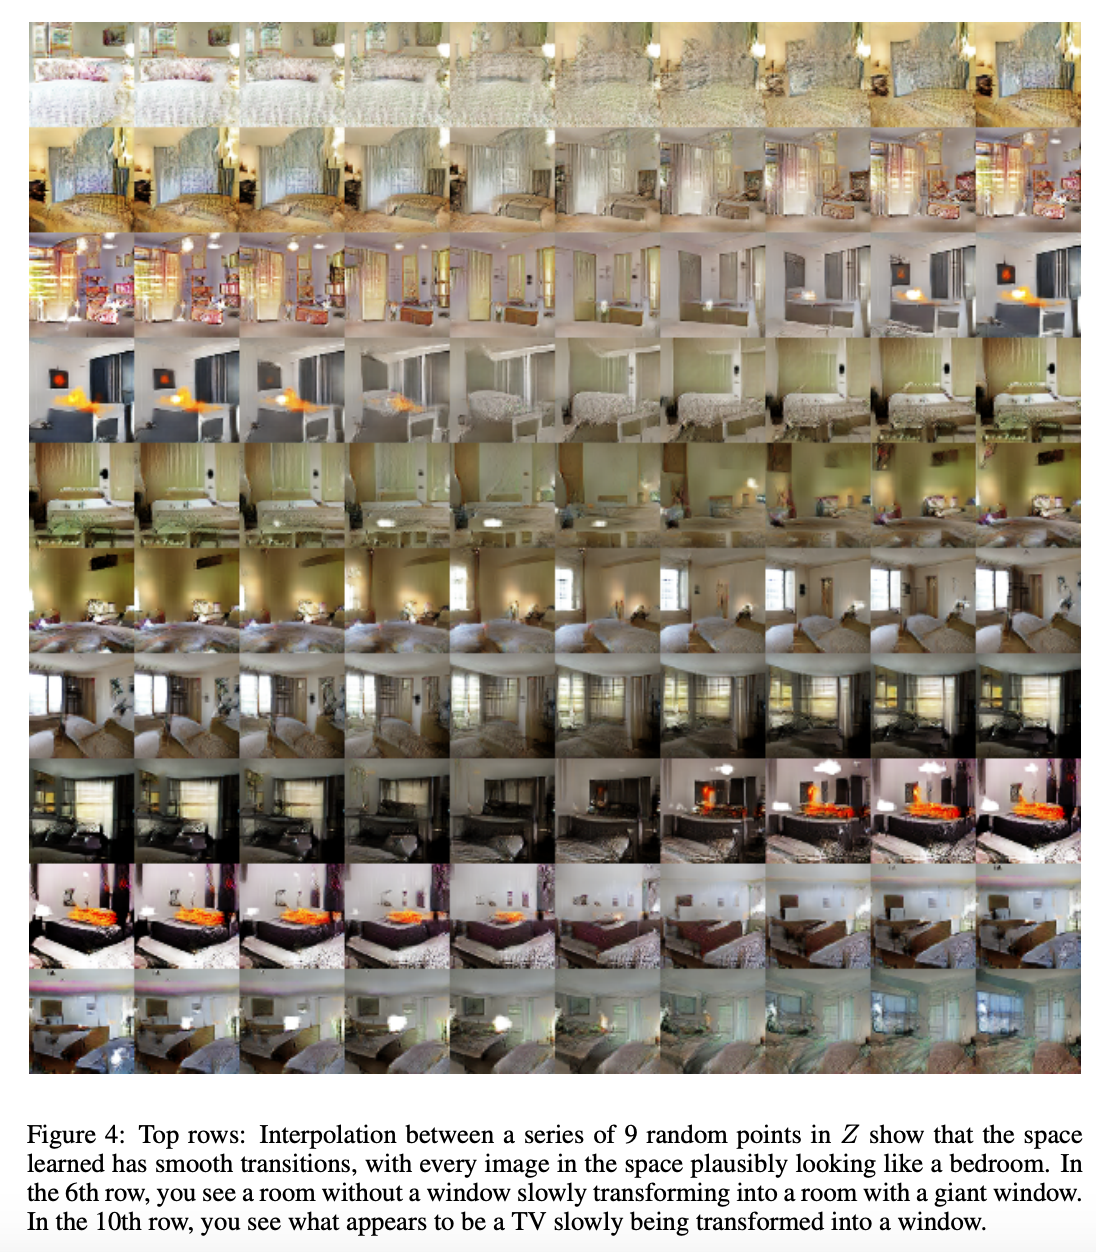 Figure 4: Top rows: Interpolation between a series of 9 random points in Z show that the space
learned has smooth transitions, with every image in the space plausibly looking like a bedroom. In
the 6th row, you see a room without a window slowly transforming into a room with a giant window.
In the 10th row, you see what appears to be a TV slowly being transformed into a window.